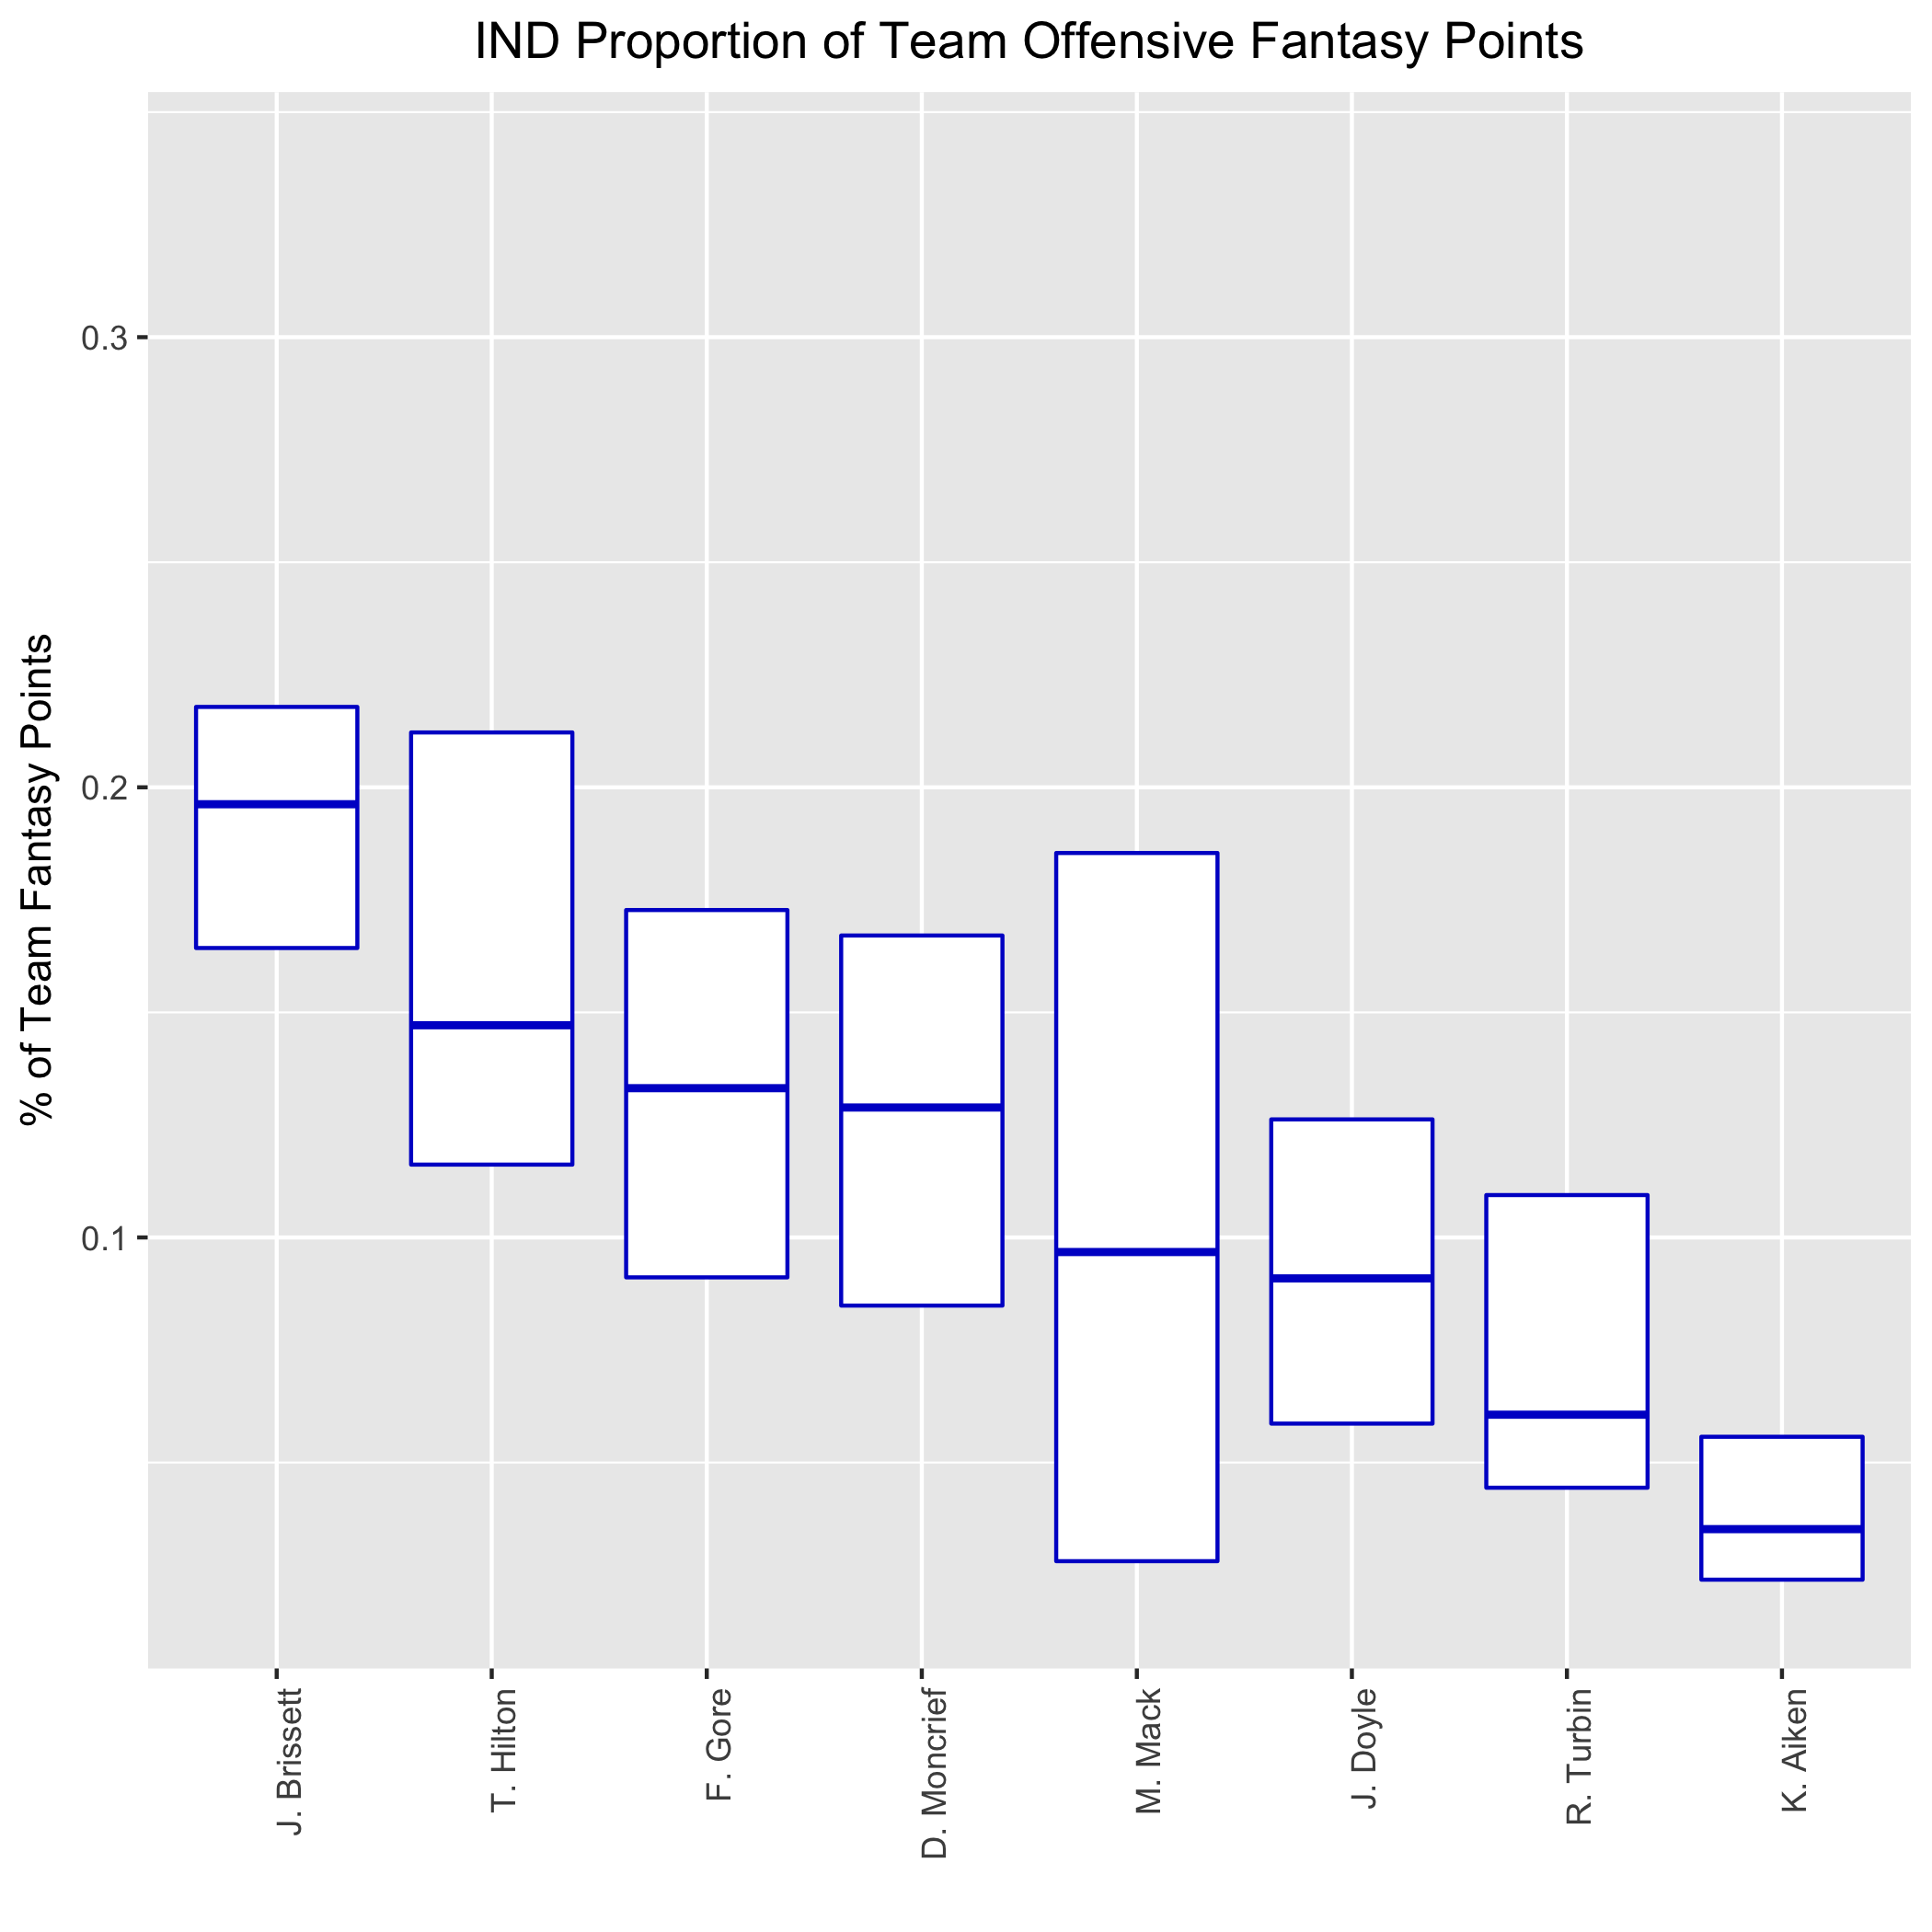 IND Proportion of Team Offensive Fantasy Points
% of Team Fantasy Points
0.3
0.2
0.1
J. Brissett
T. Hilton
F. Gore
D. Moncrief
M. Mack
J. Doyle
R. Turbin
K. Aiken